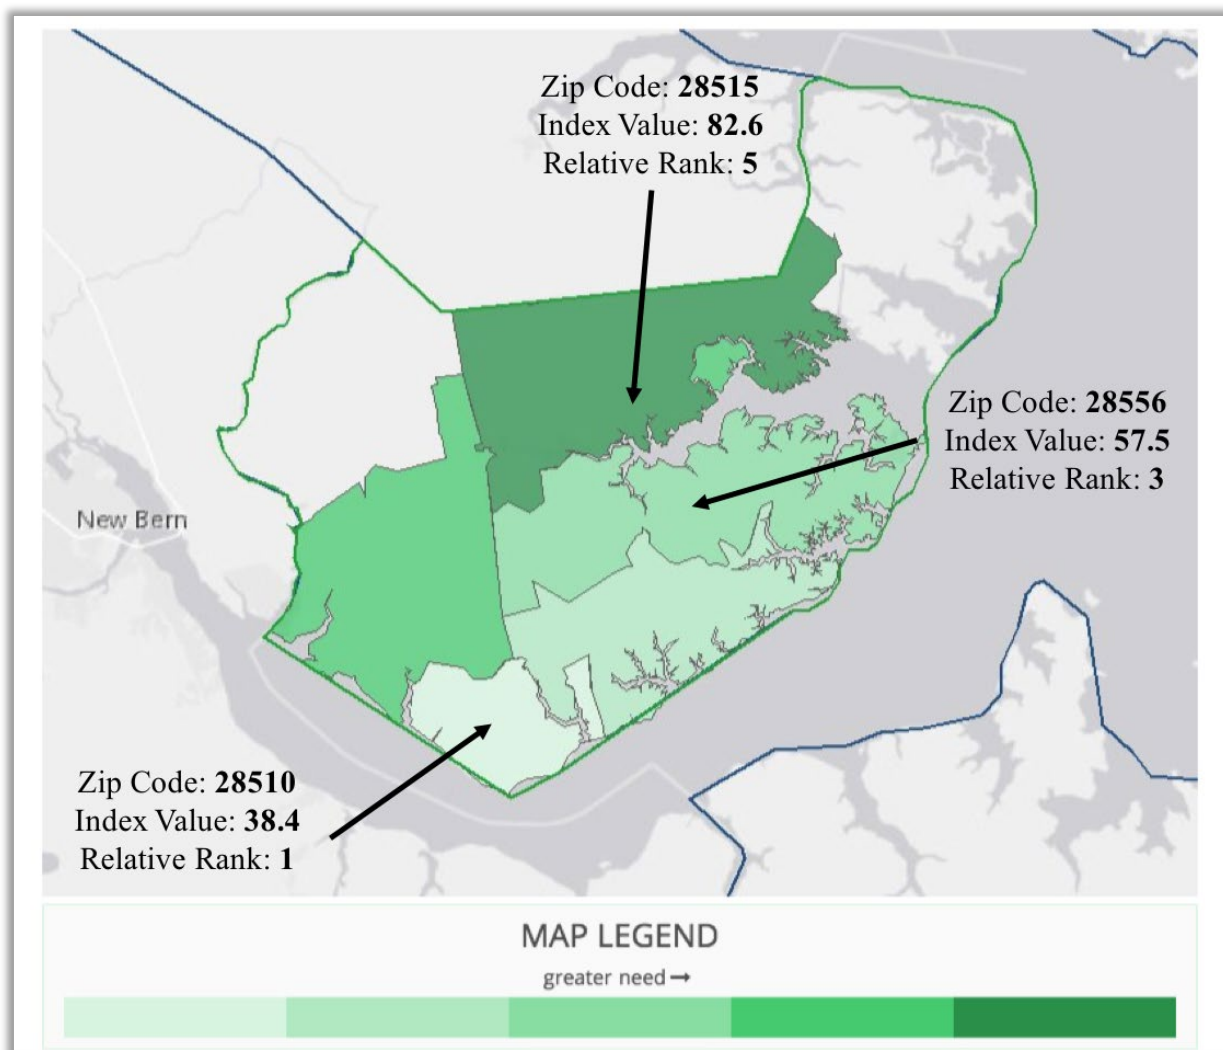 Zip Code: 28515
Index Value: 82.6
Relative Rank: 5
Zip Code: 28556
Index Value: 57.5
Relative Rank: 3
New Bern
Zip Code: 28510
Index Value: 38.4
Relative Rank: 1
MAP LEGEND
greater need →